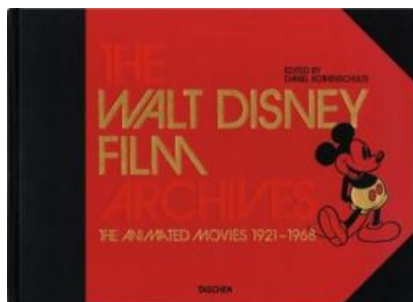 THE
EDITED BY
DANIEL KOTHENSCHULTE
WALT DISNEY
FILM
ARCHIVES
THE ANIMATED MOVIES 1921–1968
TASCHEN